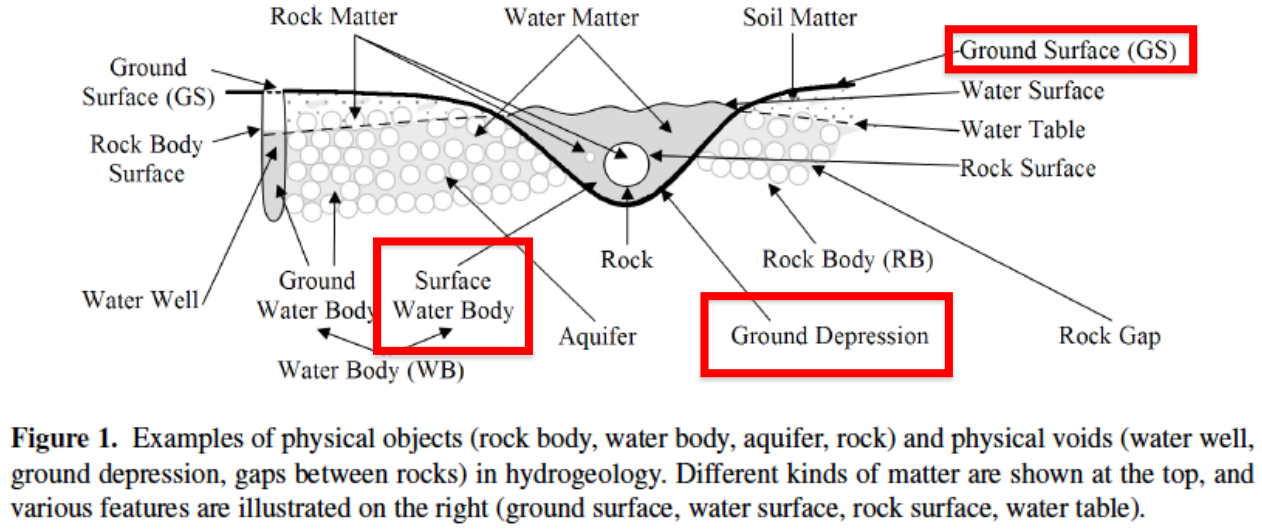 Rock Matter
Water Matter
Soil Matter
Ground
Surface (GS)
Ground Surface (GS)
Water Surface
Rock Body
Surface
Water Table
Rock Surface
Rock
Rock Body (RB)
Ground
Water Body
Surface
Water Body
Water Well
Aquifer
Ground Depression
Rock Gap
Water Body (WB)
Figure 1. Examples of physical objects (rock body, water body, aquifer, rock) and physical voids (water well,
ground depression, gaps between rocks) in hydrogeology. Different kinds of matter are shown at the top, and
various features are illustrated on the right (ground surface, water surface, rock surface, water table).